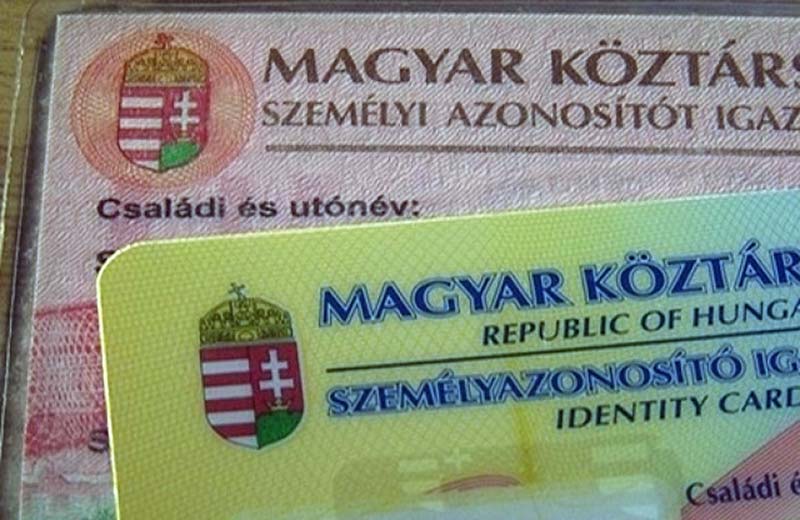 MAGYAR KÖZTÁRS
SZEMÉLYI AZONOSÍTÓT IGAZ
Családi és utónév:
MAGYAR KÖZTÁR
REPUBLIC OF HUNGA
SZEMÉLYAZONOSÍTÓ IG
IDENTITY CARD
Családi é